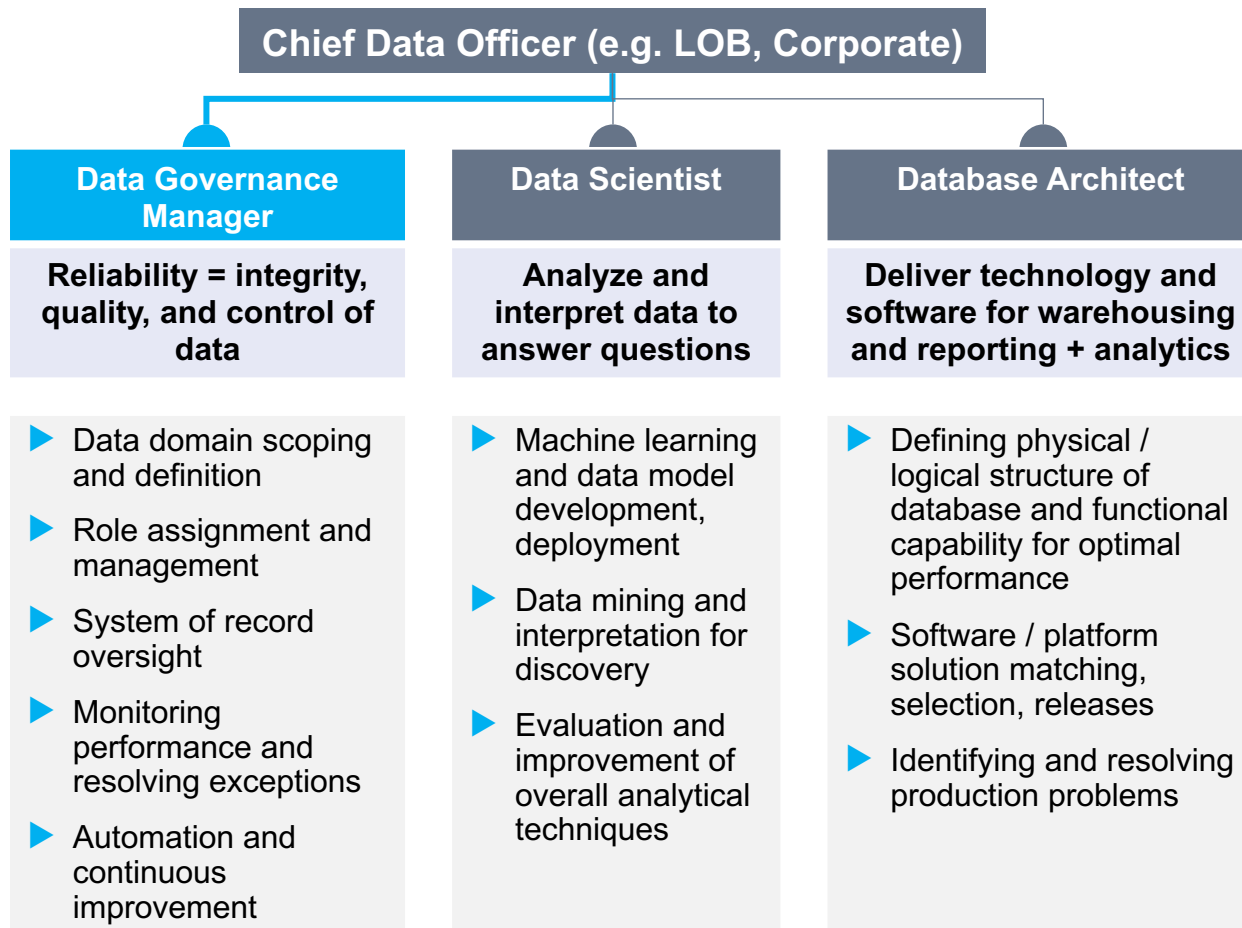 Chief Data Officer (e.g. LOB, Corporate)
Data Governance
Manager
Reliability = integrity,
quality, and control of
data
Data domain scoping
and definition
Role assignment and
management
System of record
oversight
Monitoring
performance and
resolving exceptions
Automation and
continuous
improvement
Data Scientist
Analyze and
interpret data to
answer questions
Machine learning
and data model
development,
deployment
Data mining and
interpretation for
discovery
Evaluation and
improvement of
overall analytical
techniques
Database Architect
Deliver technology and
software for warehousing
and reporting + analytics
Defining physical /
logical structure of
database and functional
capability for optimal
performance
Software / platform
solution matching,
selection, releases
Identifying and resolving
production problems